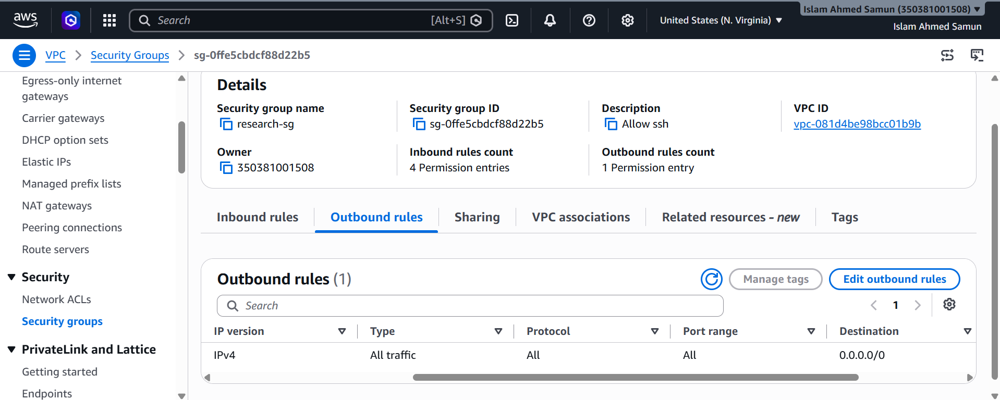 aws
Search [Alt+S]
United States (N. Virginia)
Islam Ahmed Samun (350381001508)
Islam Ahmed Samun
VPC
Security Groups
sg-0ffe5cbdcf88d22b5
Egress-only internet
gateways
Carrier gateways
DHCP option sets
Elastic IPs
Managed prefix lists
NAT gateways
Peering connections
Route servers
Security
Network ACLs
Security groups
PrivateLink and Lattice
Getting started
Endpoints
Details
Security group name
research-sg
Security group ID
sg-0ffe5cbdcf88d22b5
Description
Allow ssh
VPC ID
vpc-081d4be98bcc01b9b
Owner
350381001508
Inbound rules count
4 Permission entries
Outbound rules count
1 Permission entry
Inbound rules
Outbound rules
Sharing
VPC associations
Related resources - new
Tags
Outbound rules (1)
Manage tags
Edit outbound rules
Search
1
IP version Type Protocol Port range Destination
IPv4 All traffic All All 0.0.0.0/0